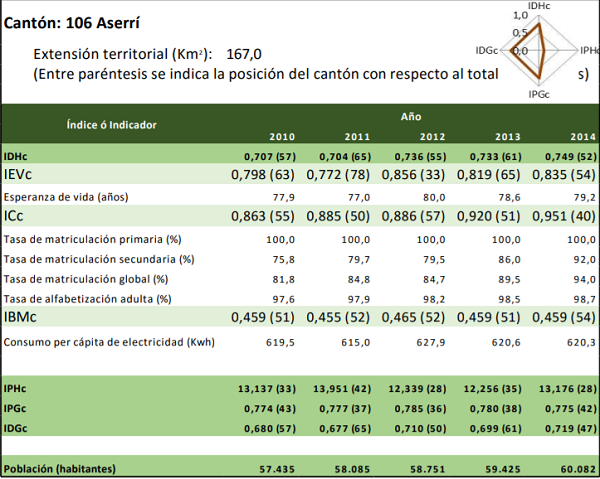 Cantón: 106 Aserrí
Extensión territorial (Km²): 167,0
(Entre paréntesis se indica la posición del cantón con respecto al total s)
IDHc
1,0
0,5
IDGc 0,0 IPHc
IPGc
Índice ó Indicador Año
2010 2011 2012 2013 2014
IDHc 0,707 (57) 0,704 (65) 0,736 (55) 0,733 (61) 0,749 (52)
IEVc 0,798 (63) 0,772 (78) 0,856 (33) 0,819 (65) 0,835 (54)
Esperanza de vida (años) 77,9 77,0 80,0 78,6 79,2
ICc 0,863 (55) 0,885 (50) 0,886 (57) 0,920 (51) 0,951 (40)
Tasa de matriculación primaria (%) 100,0 100,0 100,0 100,0 100,0
Tasa de matriculación secundaria (%) 75,8 79,7 79,5 86,0 92,0
Tasa de matriculación global (%) 81,8 84,8 84,7 89,5 94,0
Tasa de alfabetización adulta (%) 97,6 97,9 98,2 98,5 98,7
IBMc 0,459 (51) 0,455 (52) 0,465 (52) 0,459 (51) 0,459 (54)
Consumo per cápita de electricidad (Kwh) 619,5 615,0 627,9 620,6 620,3
IPHc 13,137 (33) 13,951 (42) 12,339 (28) 12,256 (35) 13,176 (28)
IPGc 0,774 (43) 0,777 (37) 0,785 (36) 0,780 (38) 0,775 (42)
IDGc 0,680 (57) 0,677 (65) 0,710 (50) 0,699 (61) 0,719 (47)
Población (habitantes) 57.435 58.085 58.751 59.425 60.082